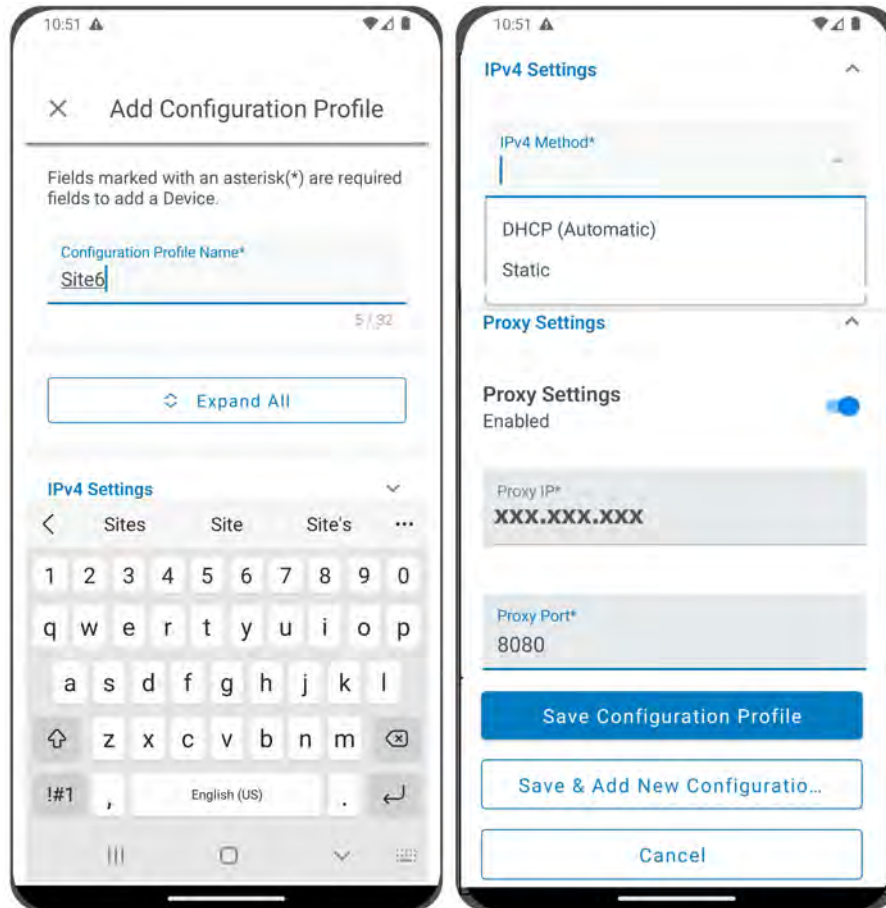 10:51
Add Configuration Profile
Fields marked with an asterisk(*) are required
fields to add a Device.
Configuration Profile Name*
Site6
5 / 32
Expand All
IPv4 Settings
Sites Site Site's ...
1 2 3 4 5 6 7 8 9 0
q w e r t y u i o p
a s d f g h j k l
z x c v b n m
!#1 , English (US) .
10:51
IPv4 Settings
IPv4 Method*
DHCP (Automatic)
Static
Proxy Settings
Proxy Settings
Enabled
Proxy IP*
xxx.xxx.xxx
Proxy Port*
8080
Save Configuration Profile
Save & Add New Configuratio...
Cancel